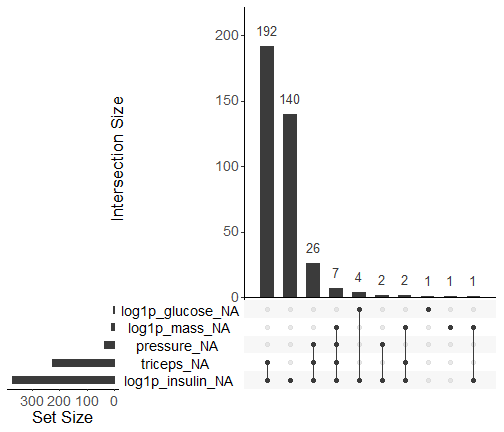 192
200
140
150
Intersection Size
100
50
26
7 4 2 2 1 1 1
0
log1p_glucose_NA
log1p_mass_NA
pressure_NA
triceps_NA
log1p_insulin_NA
300 200 100 0
Set Size